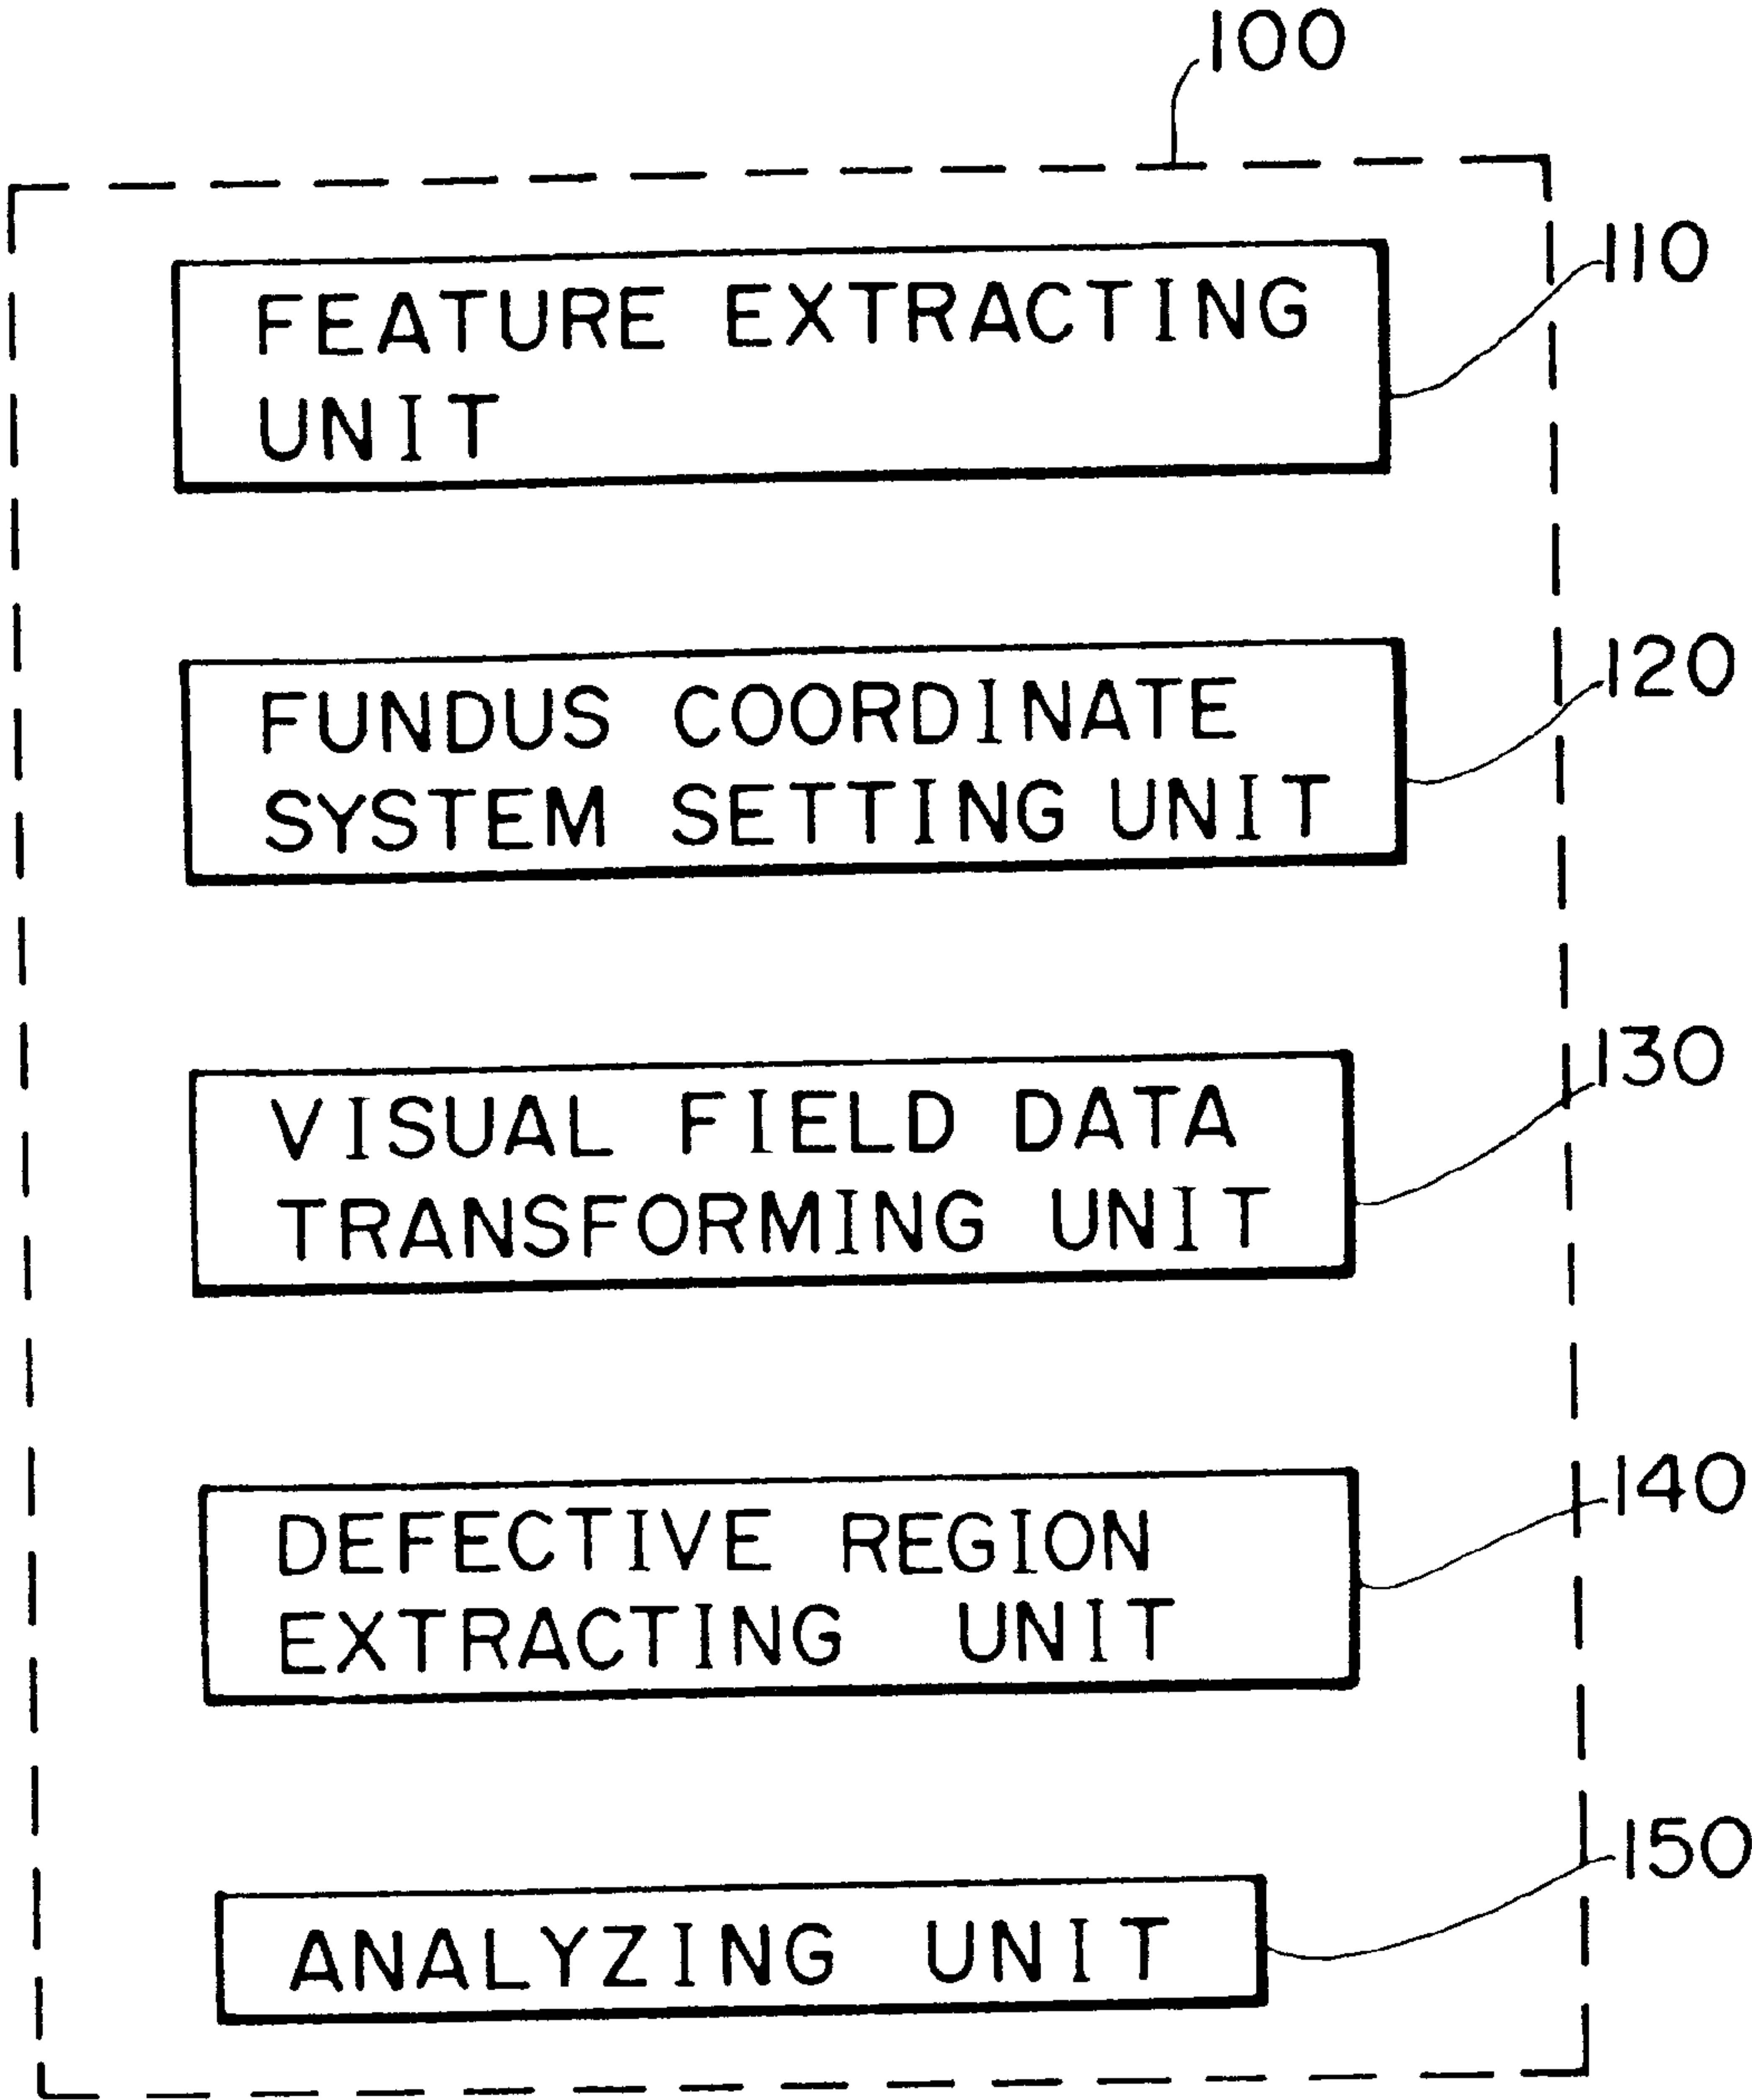 100
FEATURE EXTRACTING
UNIT
110
FUNDUS COORDINATE
SYSTEM SETTING UNIT
120
VISUAL FIELD DATA
TRANSFORMING UNIT
130
DEFECTIVE REGION
EXTRACTING UNIT
140
ANALYZING UNIT
150